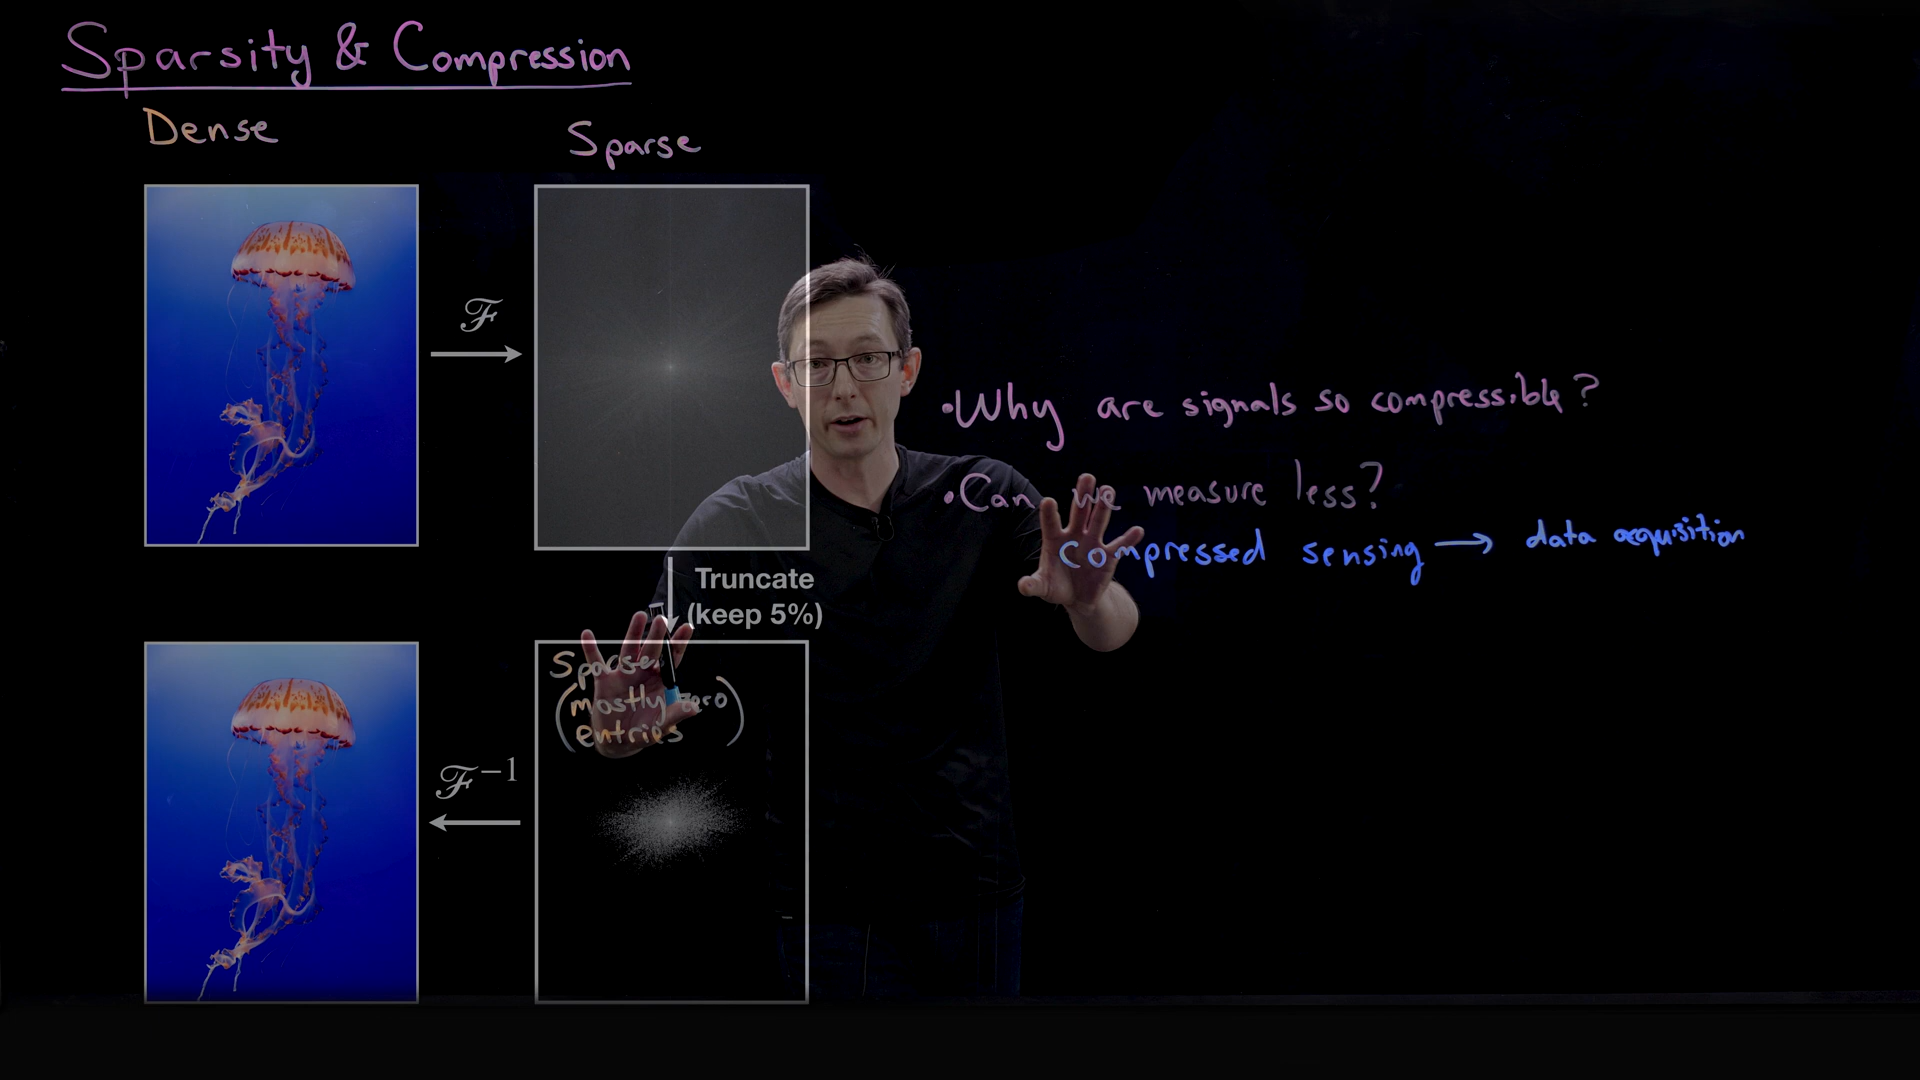 Sparsity & Compression
Dense
Sparse
ℱ
Truncate
(keep 5%)
Sparse
(mostly zero)
entries
ℱ⁻¹
•Why are signals so compressible?
•Can we measure less?
compressed sensing → data acquisition